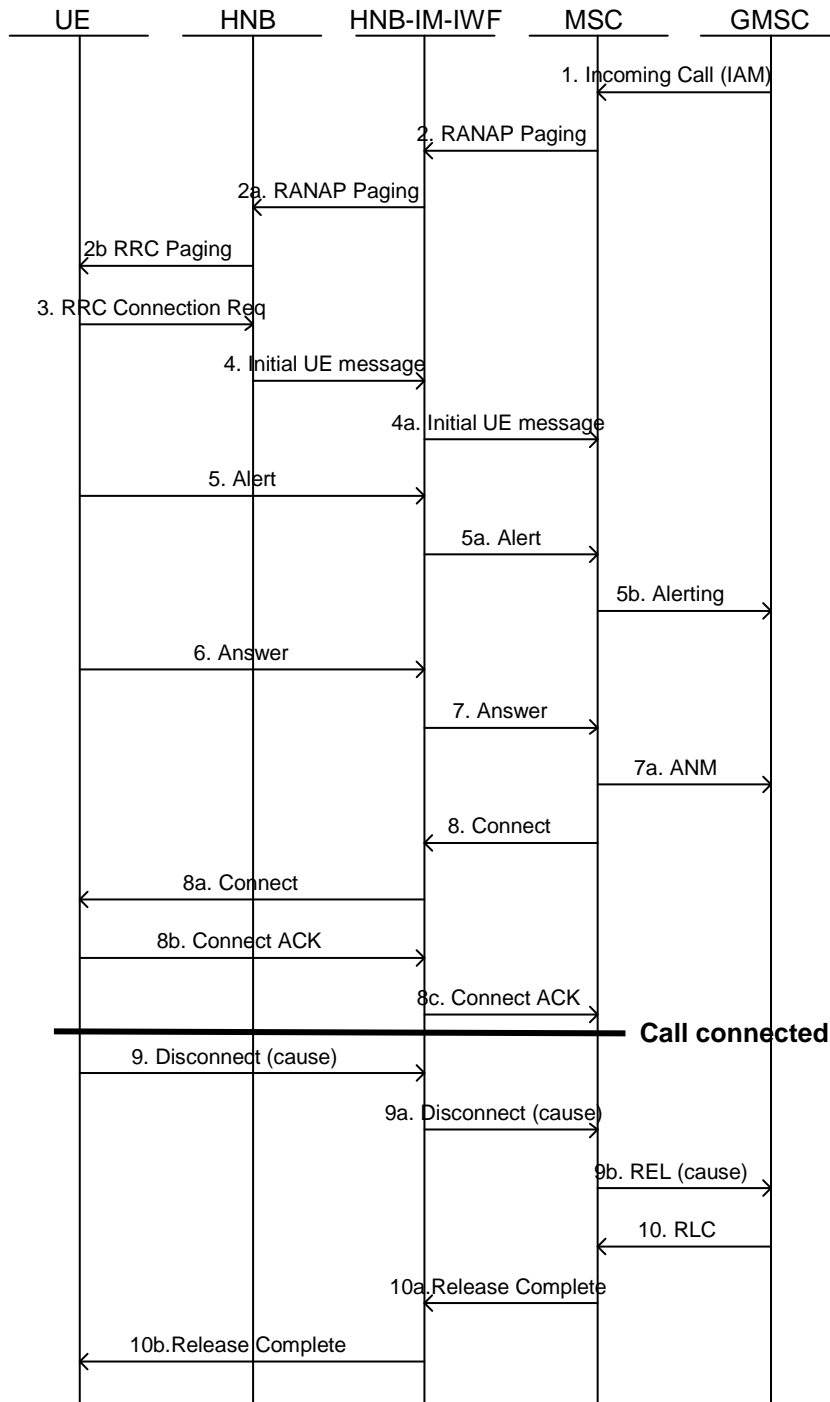 UE HNB HNB-IM-IWF MSC GMSC
1. Incoming Call (IAM)
2. RANAP Paging
2a. RANAP Paging
2b RRC Paging
3. RRC Connection Req
4. Initial UE message
4a. Initial UE message
5. Alert
5a. Alert
5b. Alerting
6. Answer
7. Answer
7a. ANM
8. Connect
8a. Connect
8b. Connect ACK
8c. Connect ACK
Call connected
9. Disconnect (cause)
9a. Disconnect (cause)
9b. REL (cause)
10. RLC
10a.Release Complete
10b.Release Complete